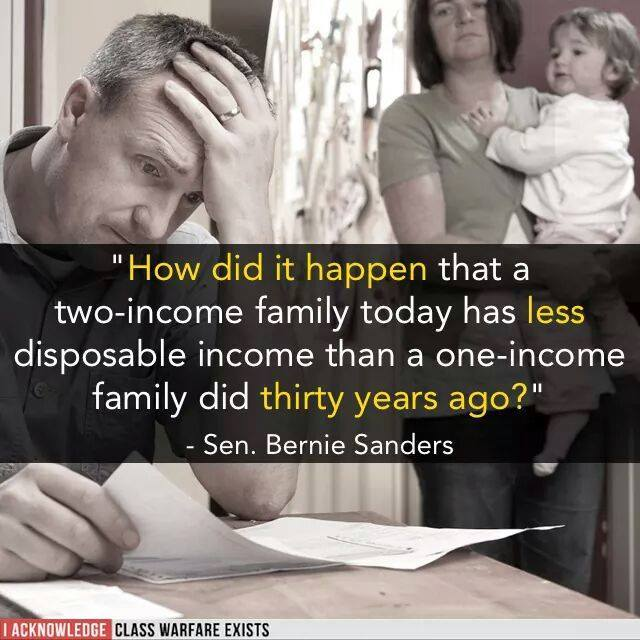 "How did it happen that a
two-income family today has less
disposable income than a one-income
family did thirty years ago?"
- Sen. Bernie Sanders
I ACKNOWLEDGE CLASS WARFARE EXISTS